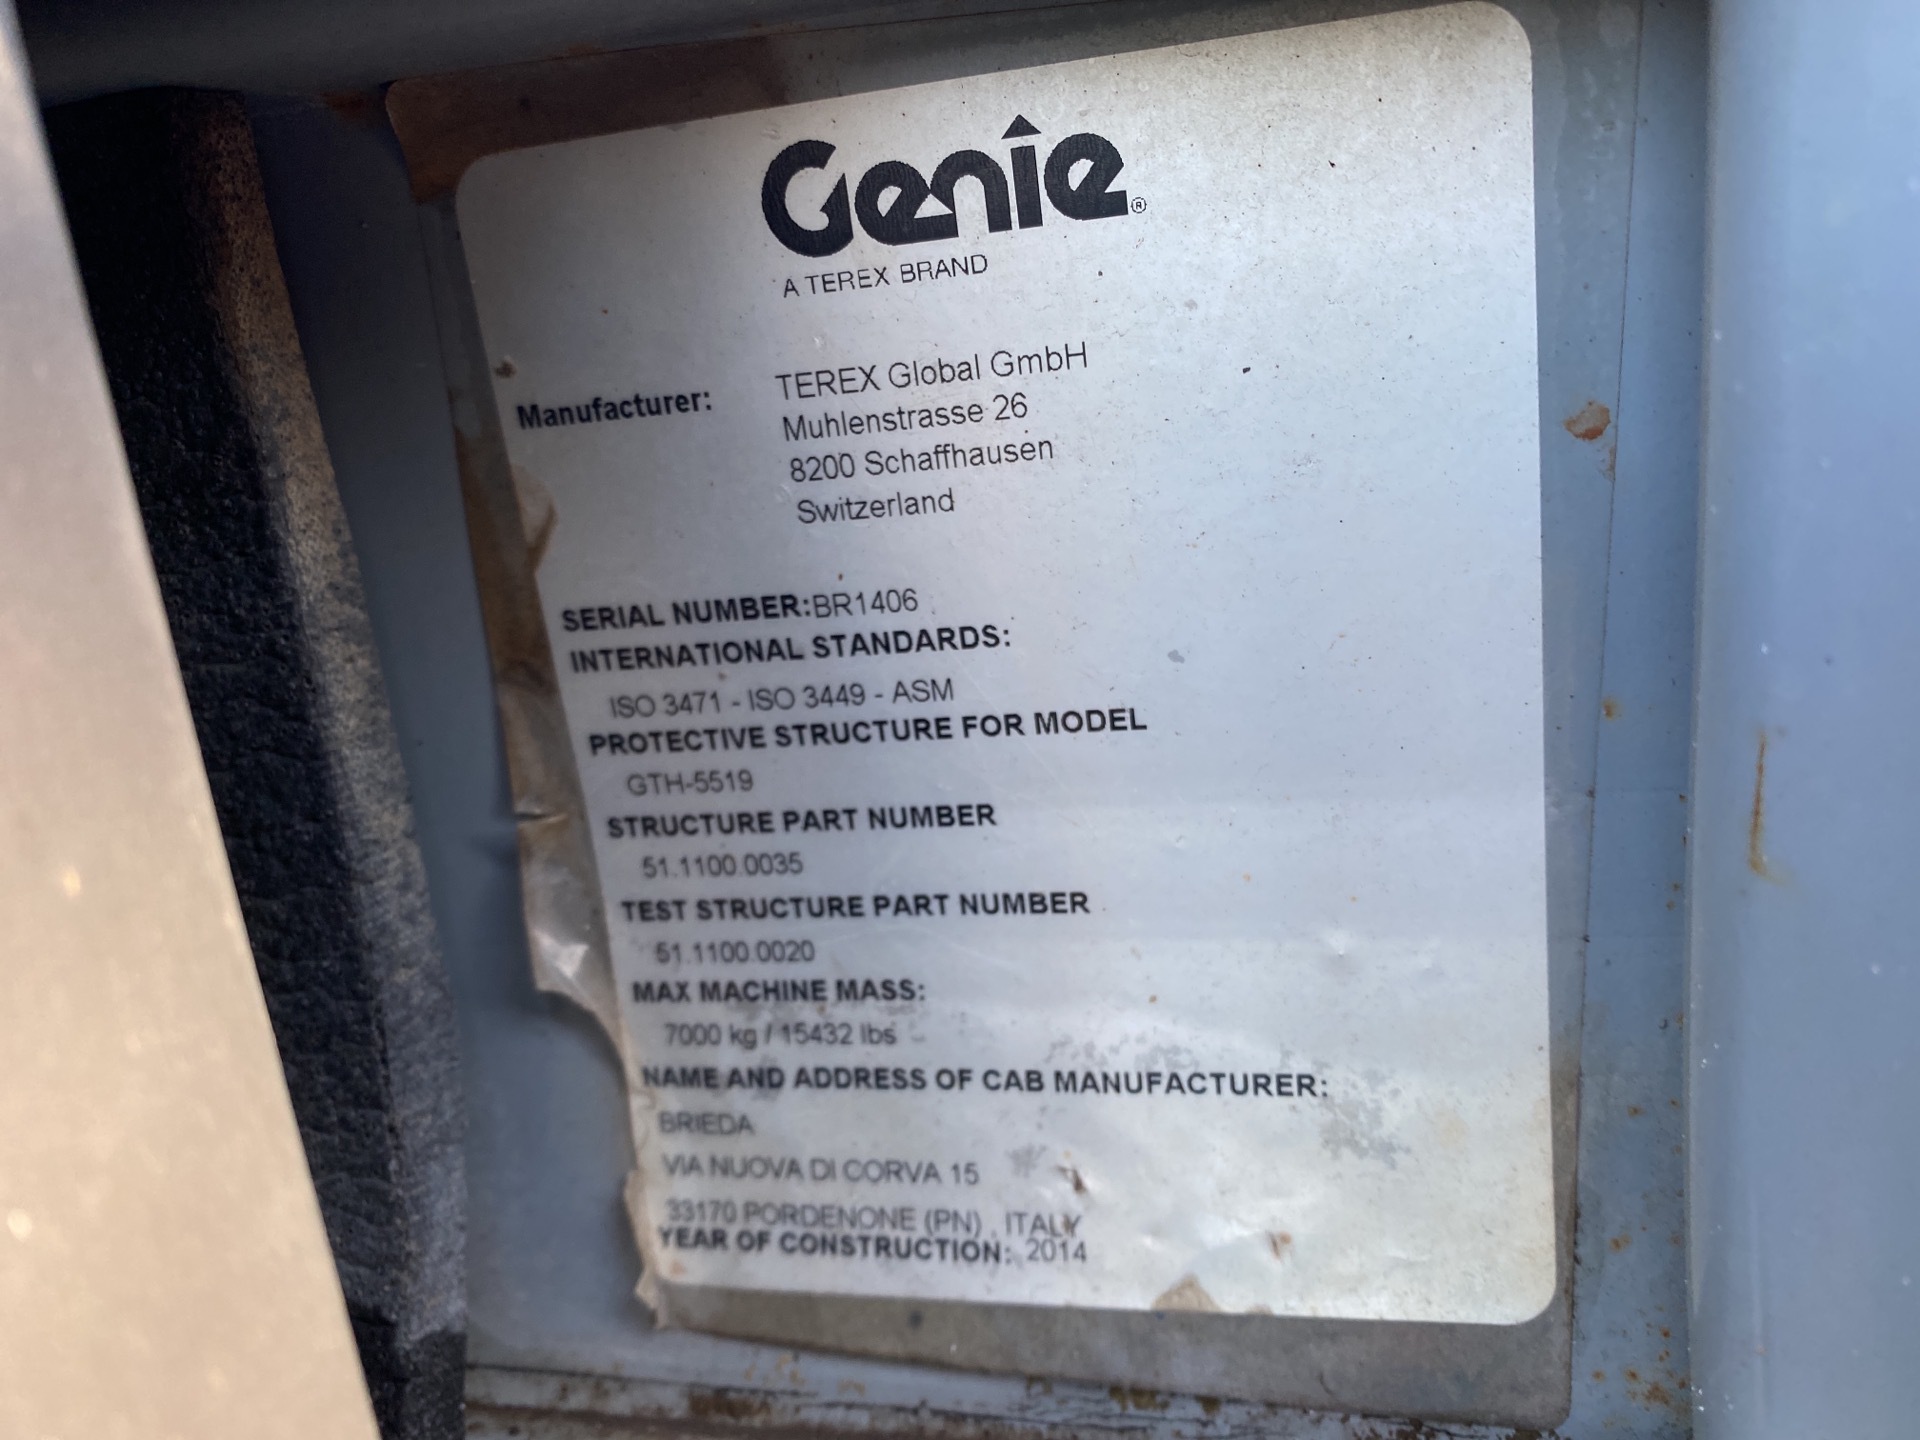 Genie®
A TEREX BRAND
Manufacturer: TEREX Global GmbH
Muhlenstrasse 26
8200 Schaffhausen
Switzerland
SERIAL NUMBER:BR1406
INTERNATIONAL STANDARDS:
ISO 3471 - ISO 3449 - ASM
PROTECTIVE STRUCTURE FOR MODEL
GTH-5519
STRUCTURE PART NUMBER
51.1100.0035
TEST STRUCTURE PART NUMBER
51.1100.0020
MAX MACHINE MASS:
7000 kg / 15432 lbs
NAME AND ADDRESS OF CAB MANUFACTURER:
BRIEDA
VIA NUOVA DI CORVA 15
33170 PORDENONE (PN) , ITALY
YEAR OF CONSTRUCTION: 2014